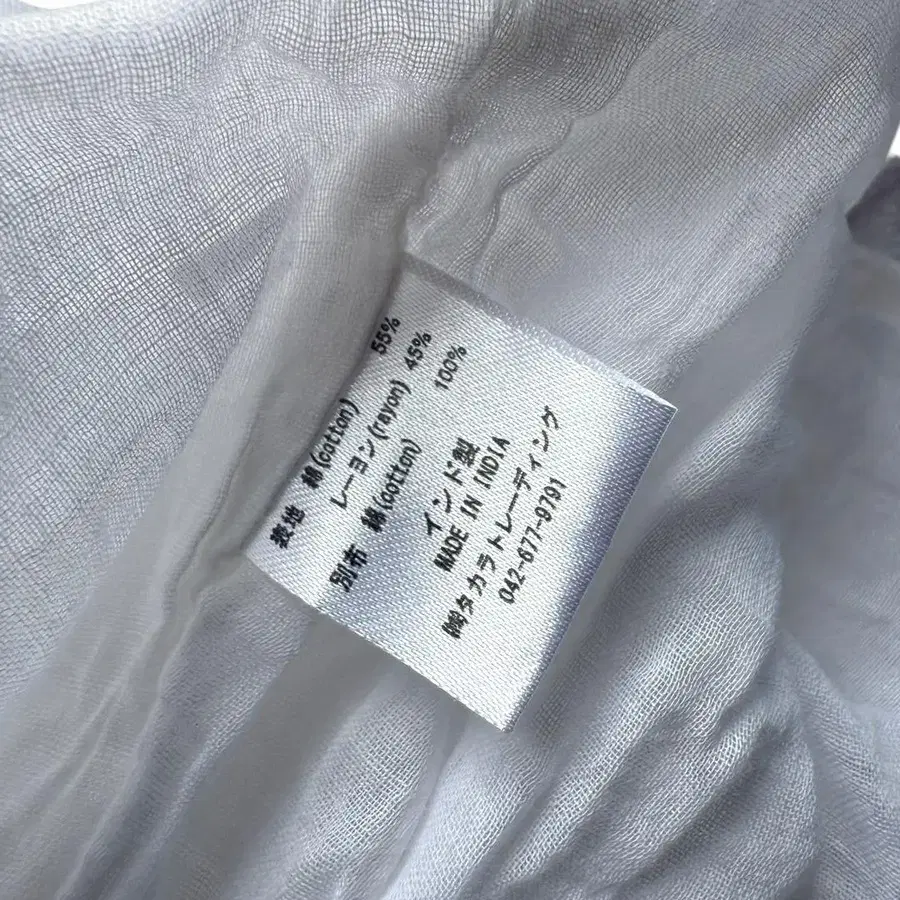 表地 綿(cotton) 55%
レーヨン(rayon) 45%
別布 綿(cotton) 100%
インド製
MADE IN INDIA
㈱タカラトレーディング
042-677-9791